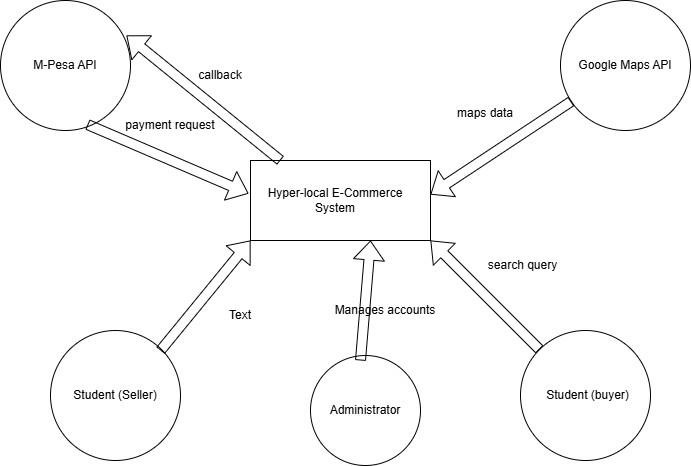 M-Pesa API
Google Maps API
callback
maps data
payment request
Hyper-local E-Commerce
System
search query
Text
Manages accounts
Student (Seller)
Administrator
Student (buyer)